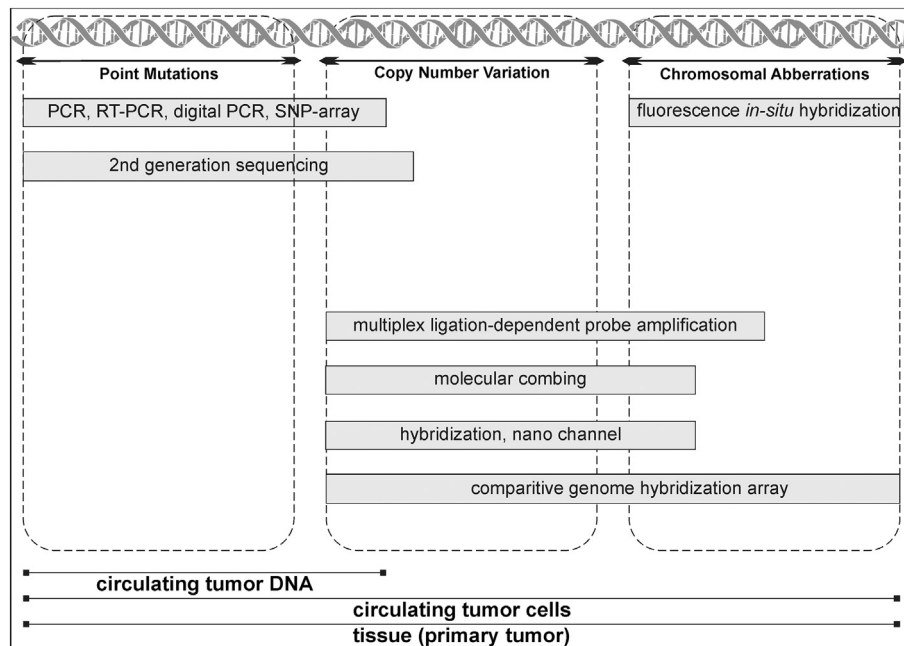 Point Mutations
Copy Number Variation
Chromosomal Abberrations
PCR, RT-PCR, digital PCR, SNP-array
fluorescence in-situ hybridization
2nd generation sequencing
multiplex ligation-dependent probe amplification
molecular combing
hybridization, nano channel
comparitive genome hybridization array
circulating tumor DNA
circulating tumor cells
tissue (primary tumor)